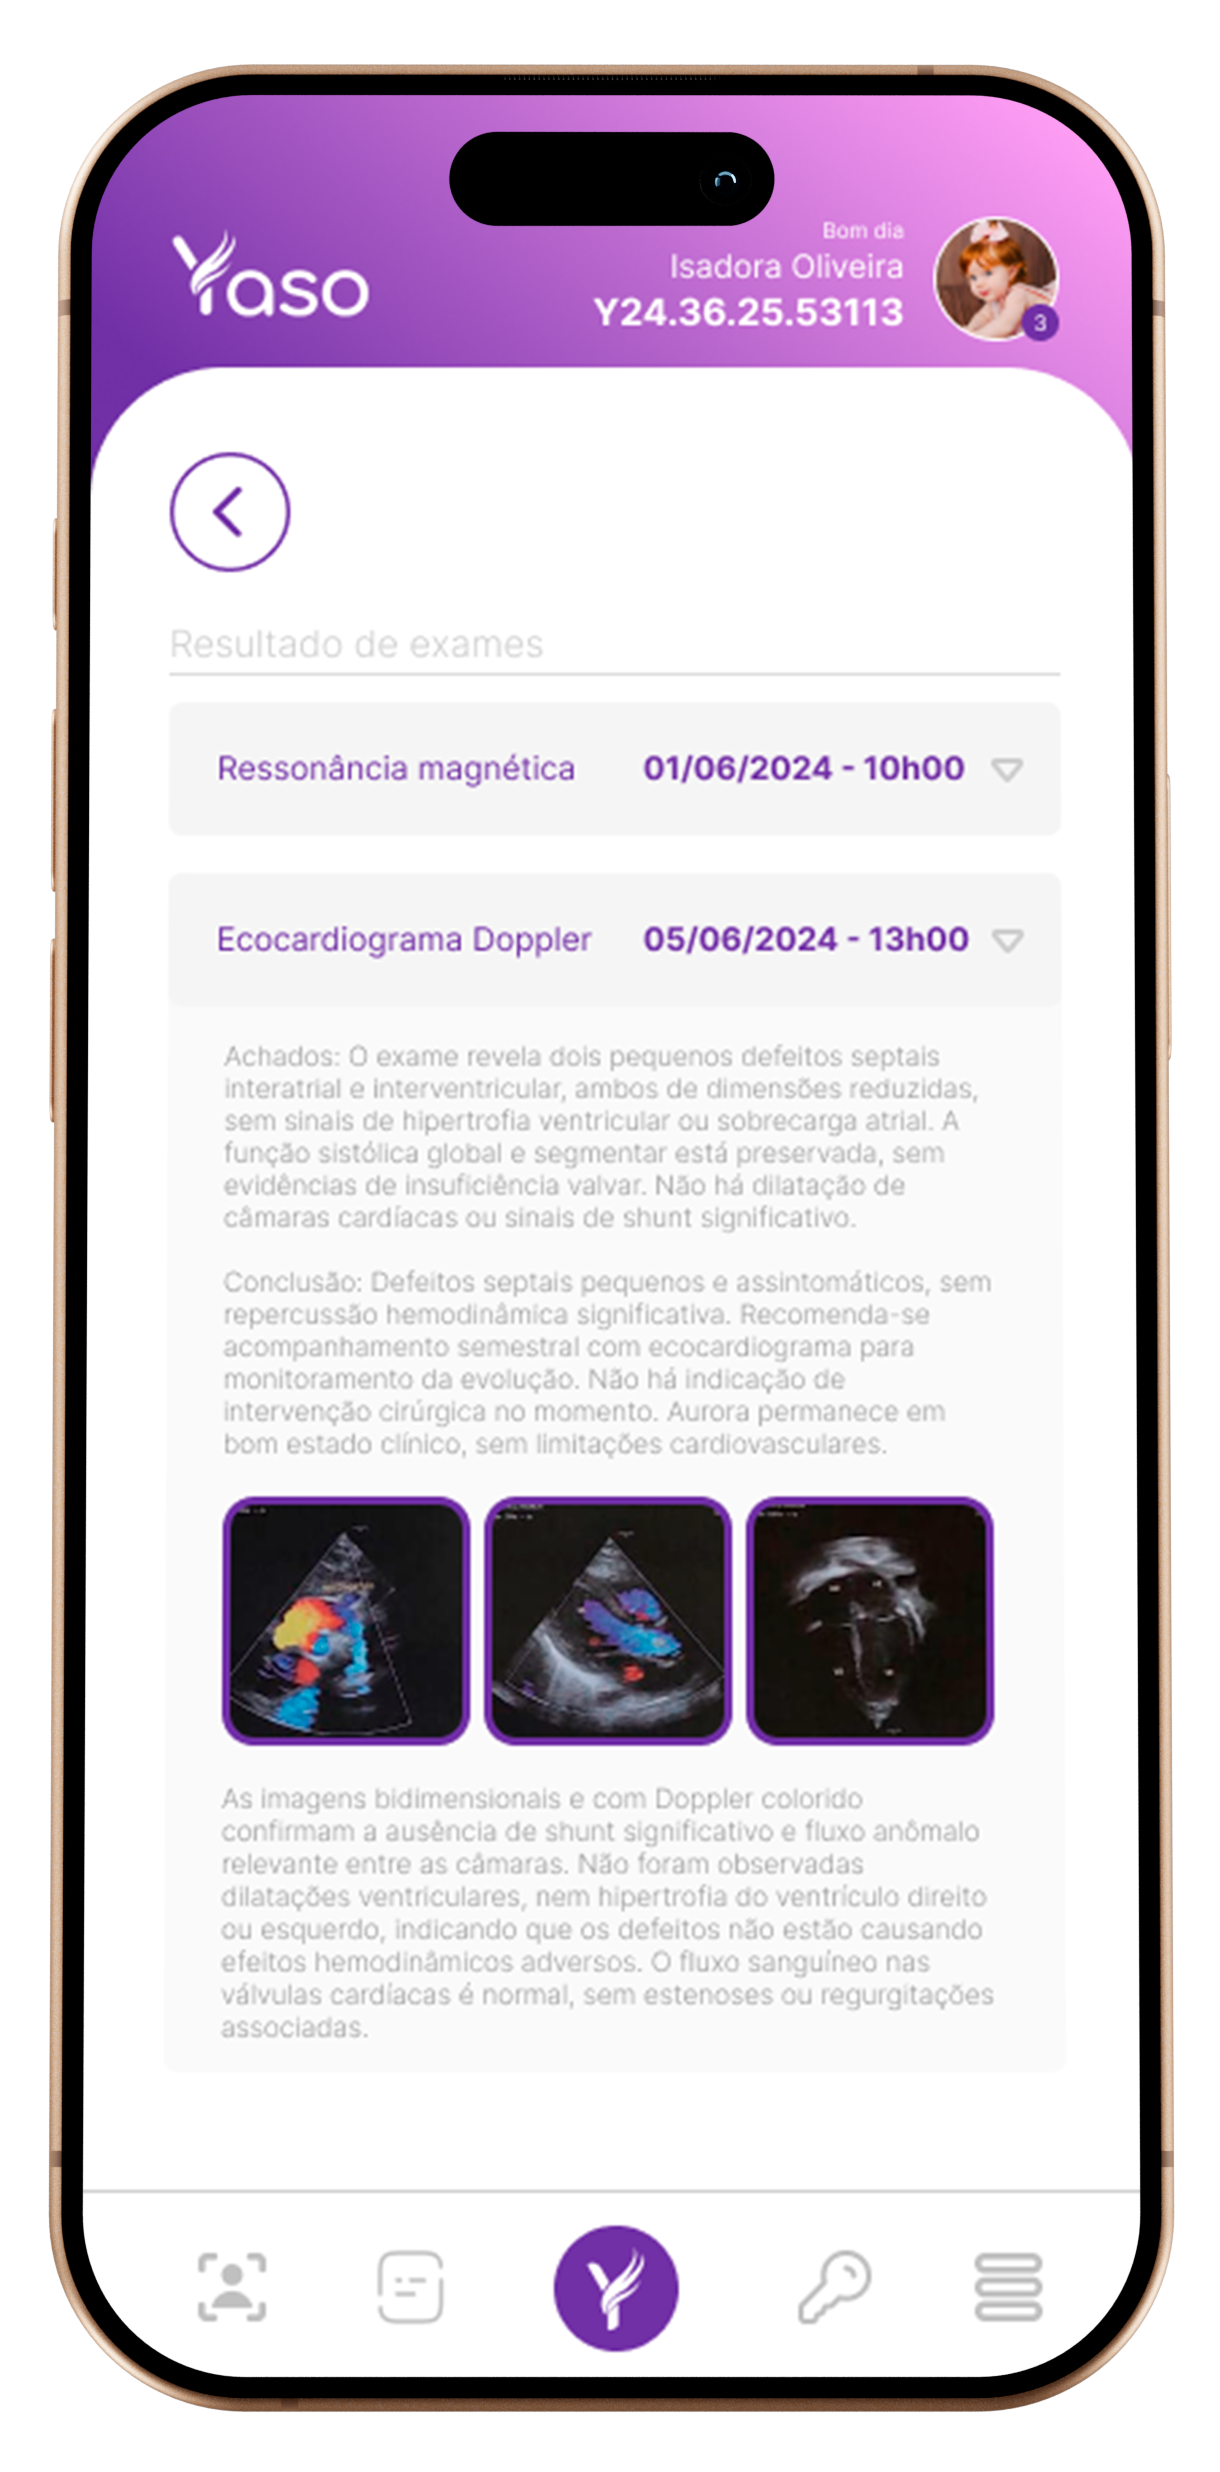 Yaso
Bom dia
Isadora Oliveira
Y24.36.25.53113
3
Resultado de exames
Ressonância magnética 01/06/2024 - 10h00
Ecocardiograma Doppler 05/06/2024 - 13h00
Achados: O exame revela dois pequenos defeitos septais
interatrial e interventricular, ambos de dimensões reduzidas,
sem sinais de hipertrofia ventricular ou sobrecarga atrial. A
função sistólica global e segmentar está preservada, sem
evidências de insuficiência valvar. Não há dilatação de
câmaras cardíacas ou sinais de shunt significativo.
Conclusão: Defeitos septais pequenos e assintomáticos, sem
repercussão hemodinâmica significativa. Recomenda-se
acompanhamento semestral com ecocardiograma para
monitoramento da evolução. Não há indicação de
intervenção cirúrgica no momento. Aurora permanece em
bom estado clínico, sem limitações cardiovasculares.
As imagens bidimensionais e com Doppler colorido
confirmam a ausência de shunt significativo e fluxo anômalo
relevante entre as câmaras. Não foram observadas
dilatações ventriculares, nem hipertrofia do ventrículo direito
ou esquerdo, indicando que os defeitos não estão causando
efeitos hemodinâmicos adversos. O fluxo sanguíneo nas
válvulas cardíacas é normal, sem estenoses ou regurgitações
associadas.